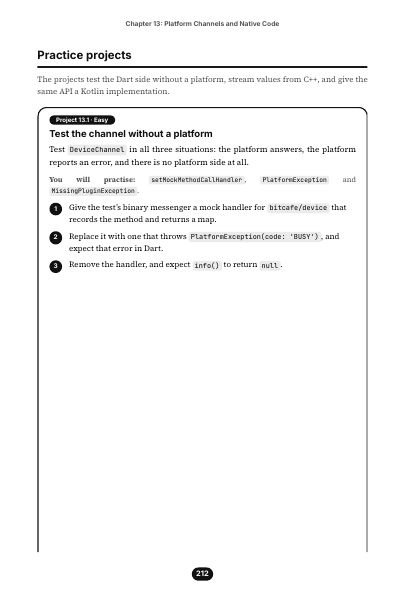 Chapter 13: Platform Channels and Native Code
Practice projects
The projects test the Dart side without a platform, stream values from C++, and give the
same API a Kotlin implementation.
Project 13.1 · Easy
Test the channel without a platform
Test DeviceChannel in all three situations: the platform answers, the platform
reports an error, and there is no platform side at all.
You will practise: setMockMethodCallHandler, PlatformException and
MissingPluginException.
1 Give the test’s binary messenger a mock handler for bitcafe/device that
records the method and returns a map.
2 Replace it with one that throws PlatformException(code: 'BUSY'), and
expect that error in Dart.
3 Remove the handler, and expect info() to return null.
212